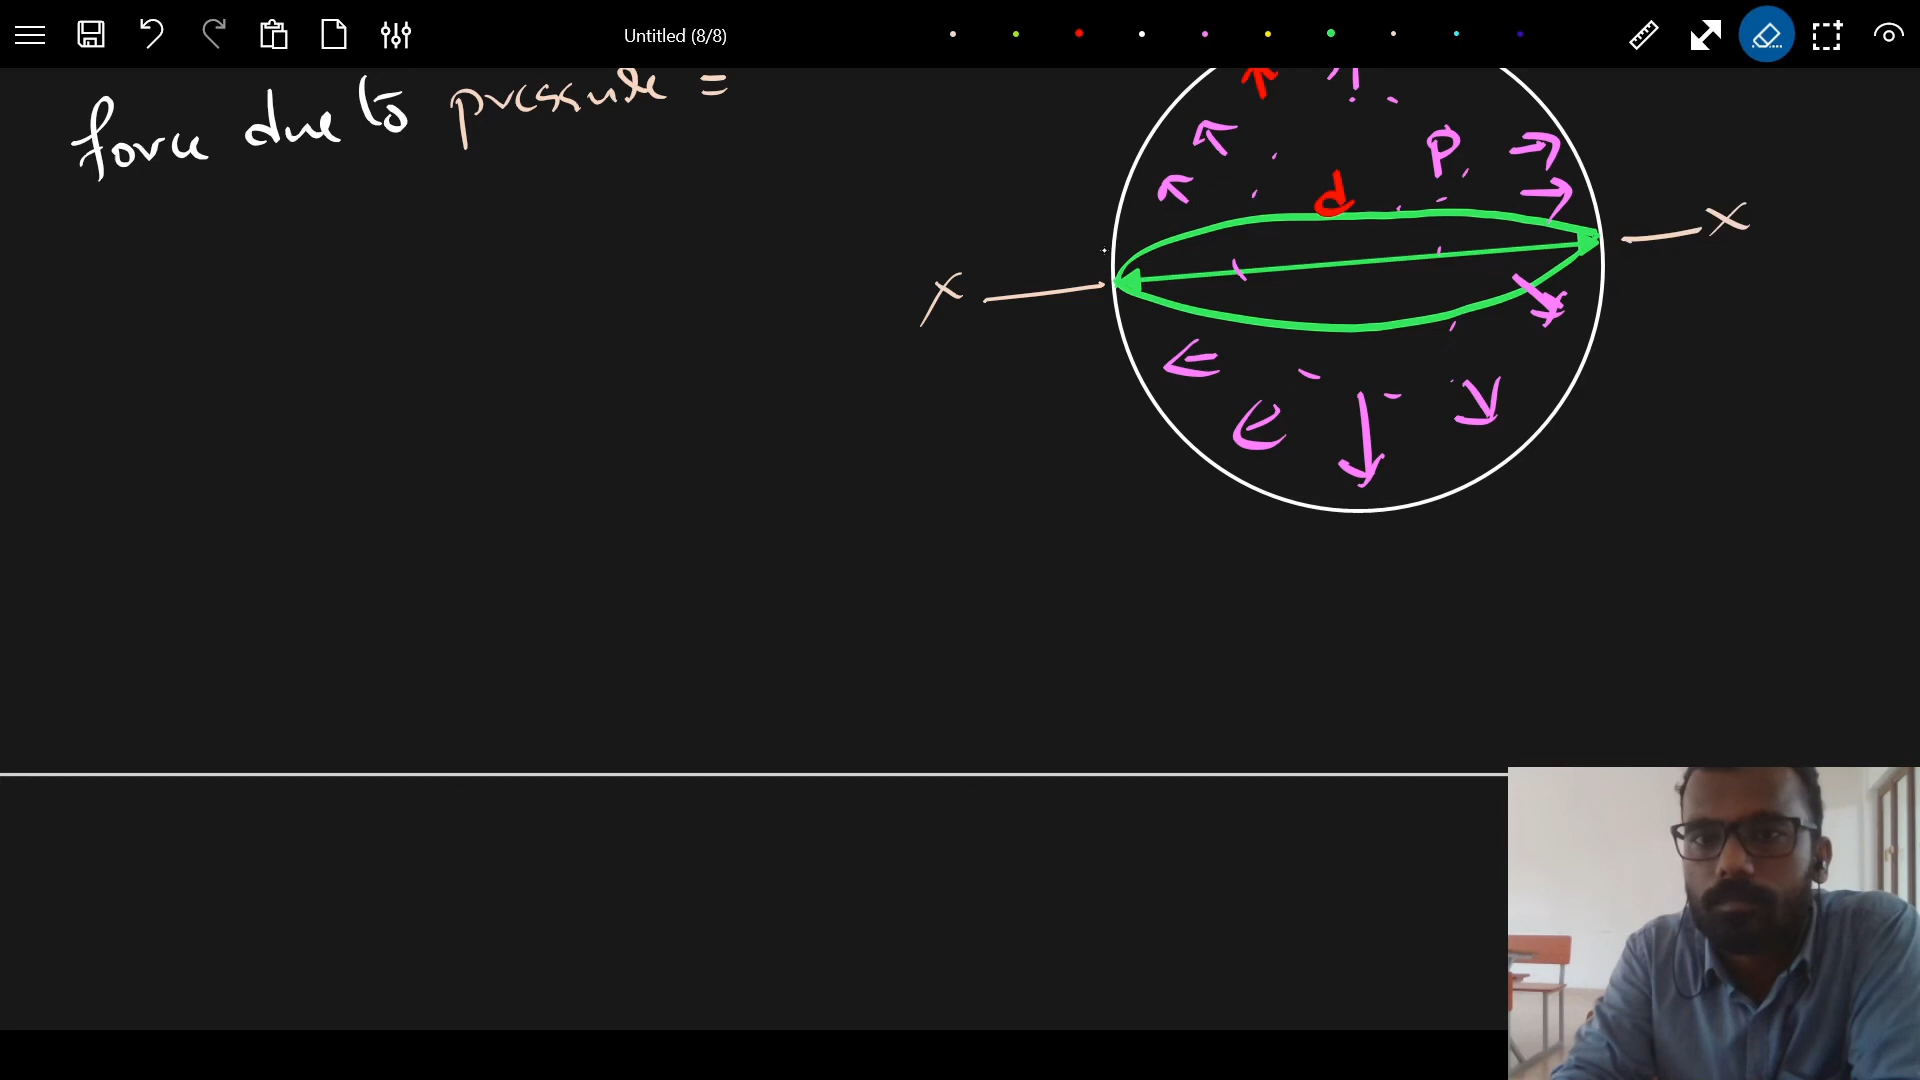 Untitled (8/8)
force due to pressure =
P
d
X
X